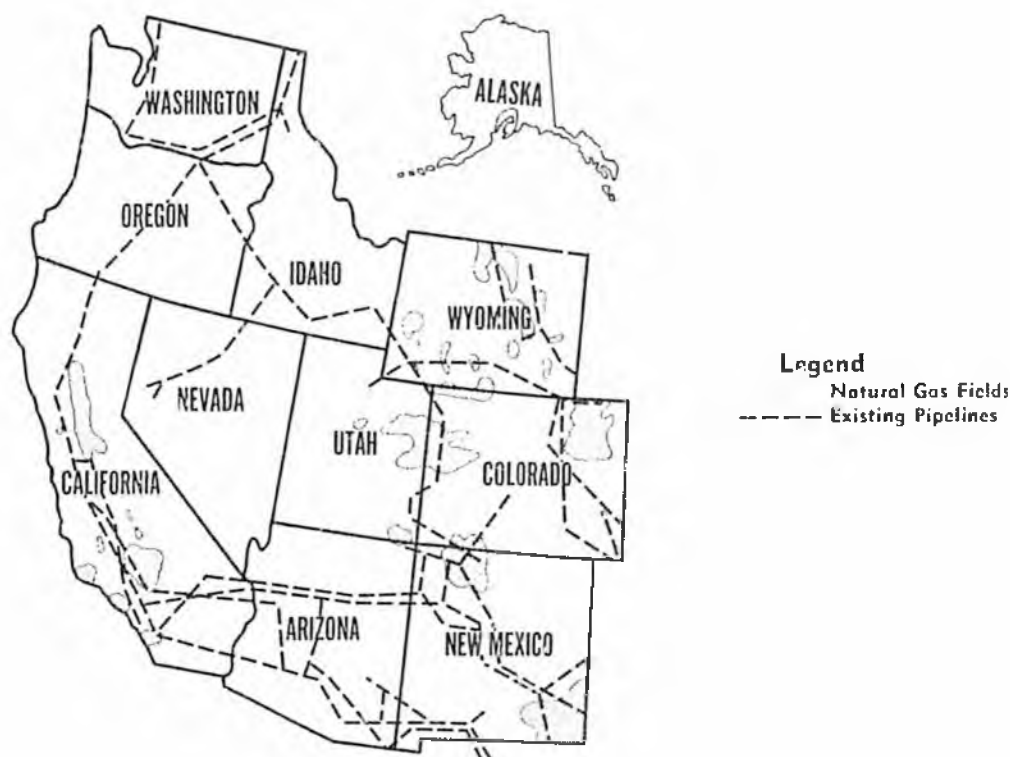 WASHINGTON
ALASKA
OREGON
IDAHO
WYOMING
NEVADA
UTAH
COLORADO
CALIFORNIA
ARIZONA
NEW MEXICO
Legend
Natural Gas Fields
Existing Pipelines